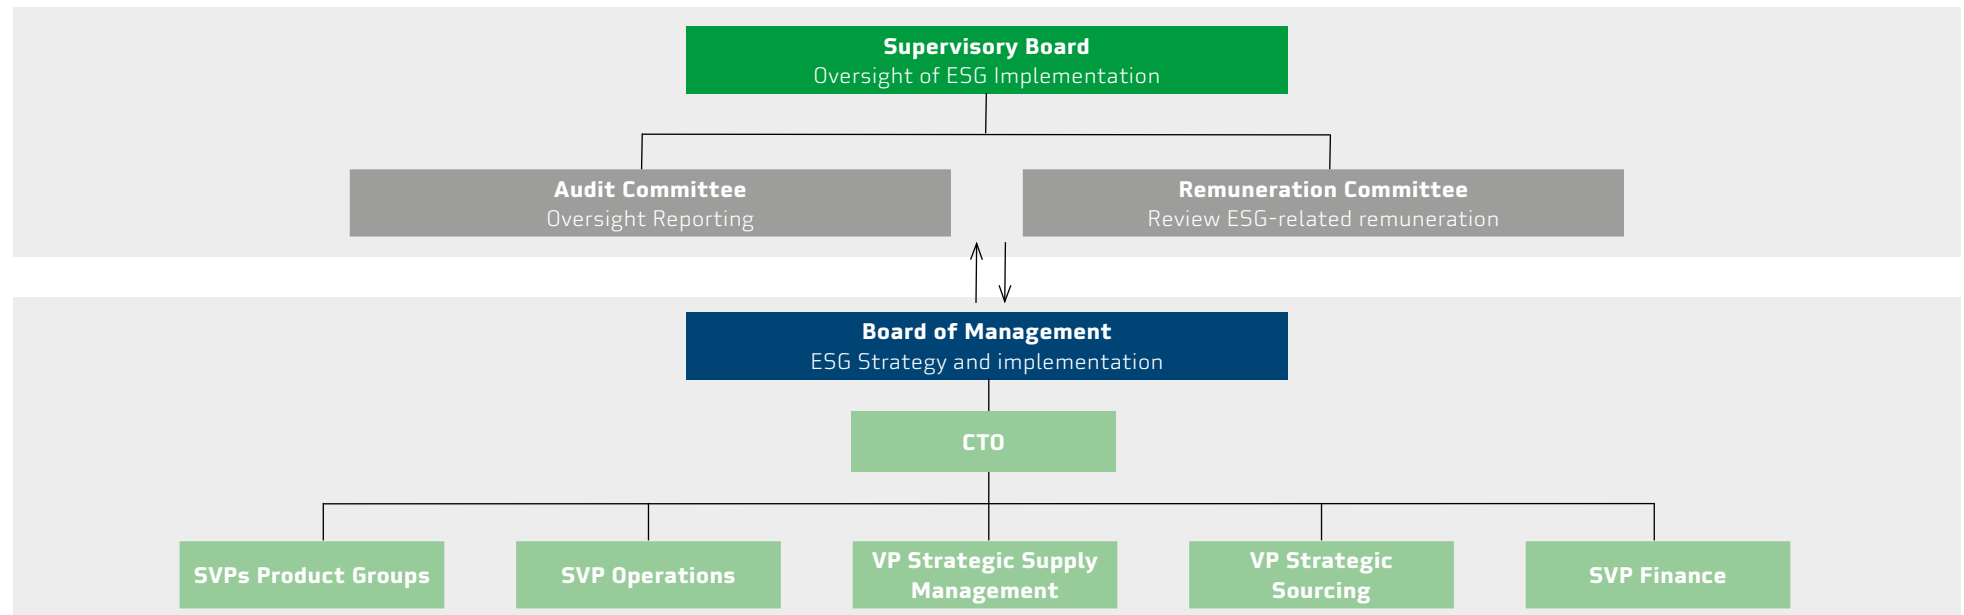 Supervisory Board
Oversight of ESG Implementation
Audit Committee
Oversight Reporting
Remuneration Committee
Review ESG-related remuneration
Board of Management
ESG Strategy and implementation
CTO
SVPs Product Groups
SVP Operations
VP Strategic Supply
Management
VP Strategic
Sourcing
SVP Finance